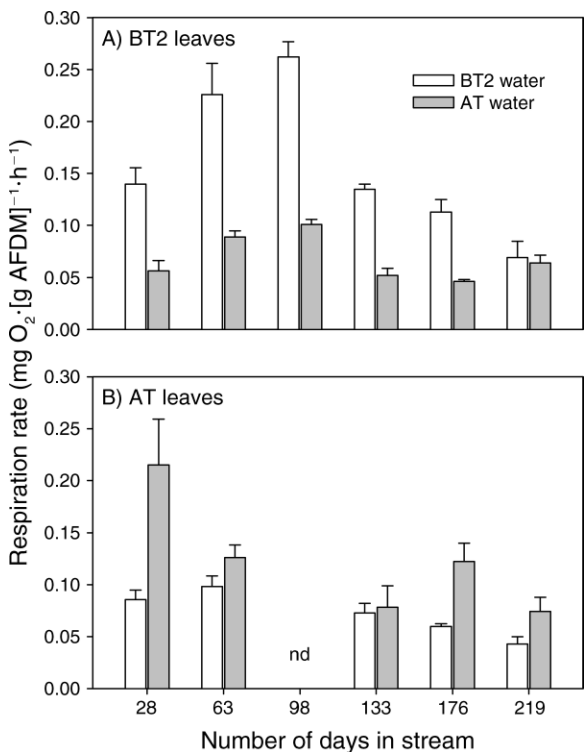 A) BT2 leaves
BT2 water
AT water
0.30
0.25
0.20
0.15
0.10
0.05
0.00
Respiration rate (mg O₂·[g AFDM]⁻¹·h⁻¹)
B) AT leaves
0.30
0.25
0.20
0.15
0.10
0.05
0.00
nd
28 63 98 133 176 219
Number of days in stream